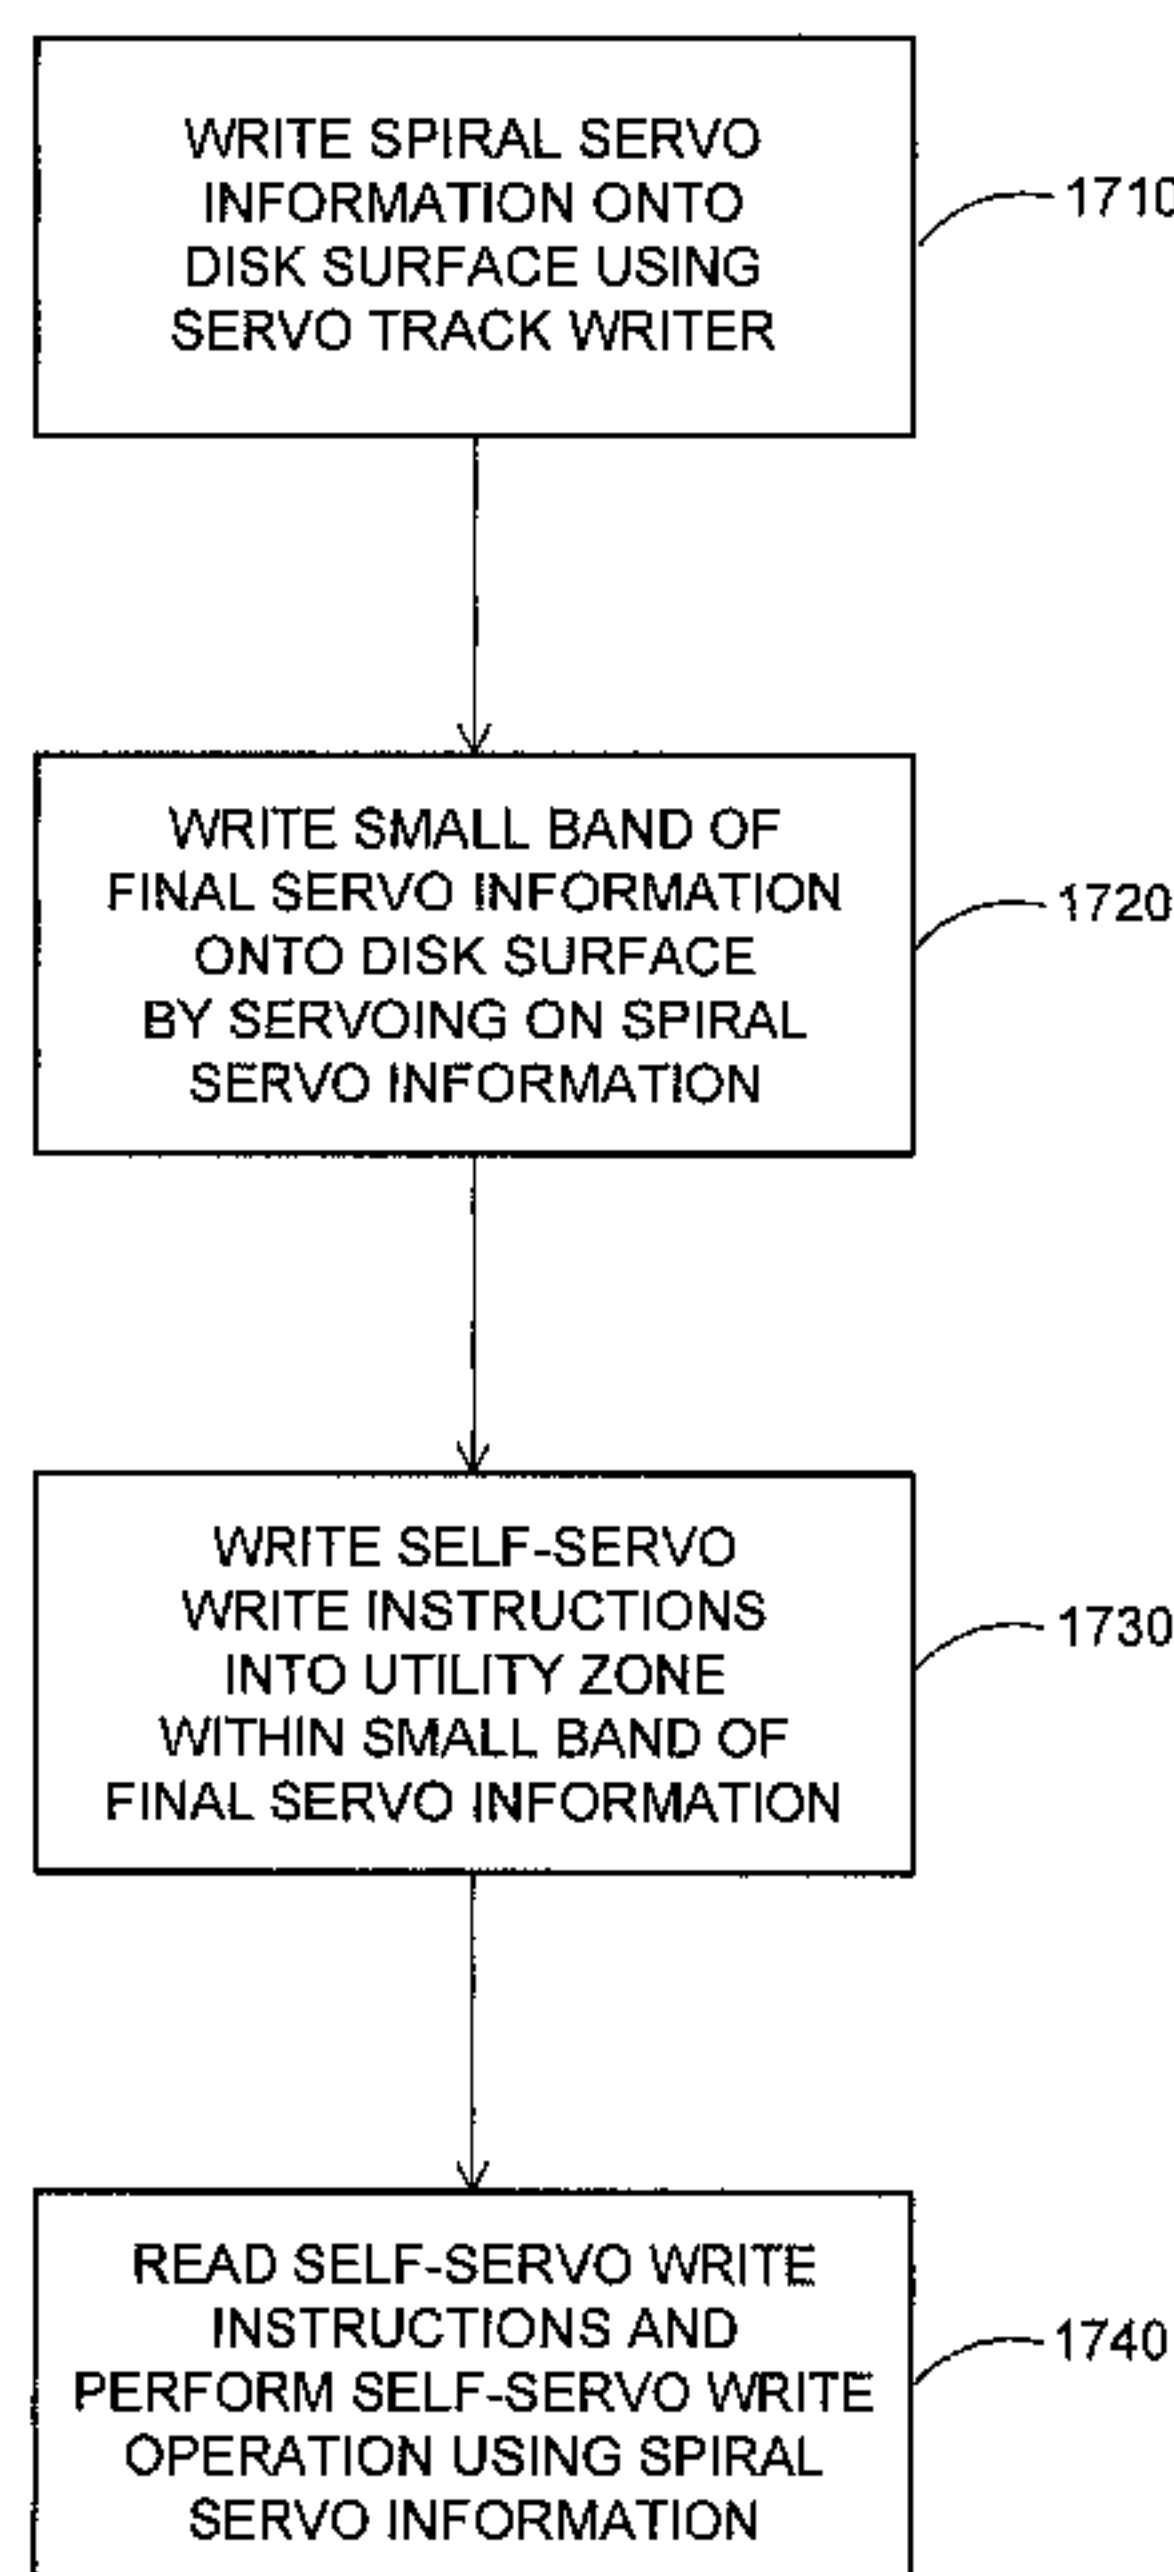 WRITE SPIRAL SERVO
INFORMATION ONTO
DISK SURFACE USING
SERVO TRACK WRITER
1710
WRITE SMALL BAND OF
FINAL SERVO INFORMATION
ONTO DISK SURFACE
BY SERVOING ON SPIRAL
SERVO INFORMATION
1720
WRITE SELF-SERVO
WRITE INSTRUCTIONS
INTO UTILITY ZONE
WITHIN SMALL BAND OF
FINAL SERVO INFORMATION
1730
READ SELF-SERVO WRITE
INSTRUCTIONS AND
PERFORM SELF-SERVO WRITE
OPERATION USING SPIRAL
SERVO INFORMATION
1740